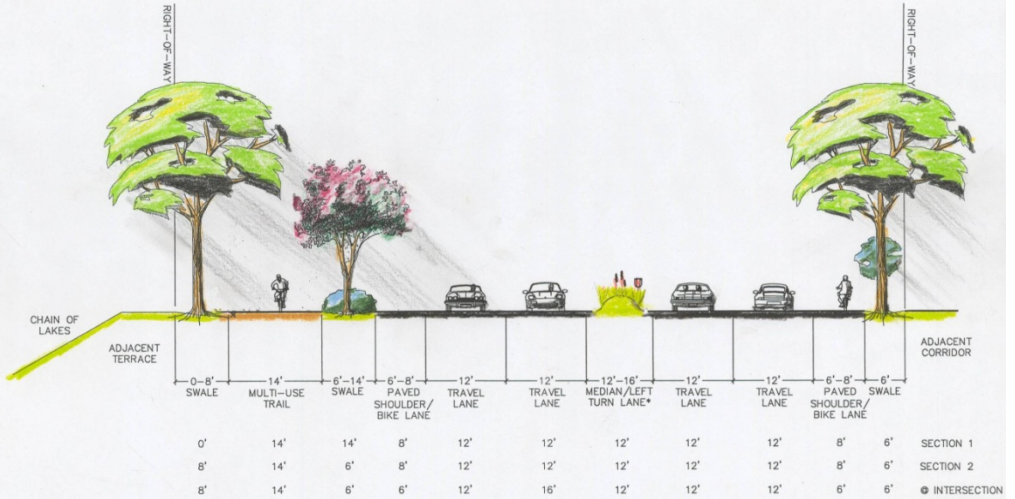 RIGHT-OF-WAY
RIGHT-OF-WAY
CHAIN OF
LAKES
ADJACENT
TERRACE
ADJACENT
CORRIDOR
0-8' 14' 6'-14' 6'-8' 12' 12' 12'-16' 12' 12' 6'-8' 6'
SWALE MULTI-USE SWALE PAVED TRAVEL TRAVEL MEDIAN/LEFT TRAVEL TRAVEL PAVED SWALE
TRAIL SHOULDER/ LANE LANE TURN LANE* LANE LANE SHOULDER/
BIKE LANE BIKE LANE
0' 14' 14' 8' 12' 12' 12' 12' 12' 8' 6' SECTION 1
8' 14' 6' 8' 12' 12' 12' 12' 12' 8' 6' SECTION 2
8' 14' 6' 6' 12' 16' 12' 12' 12' 6' 6' @ INTERSECTION